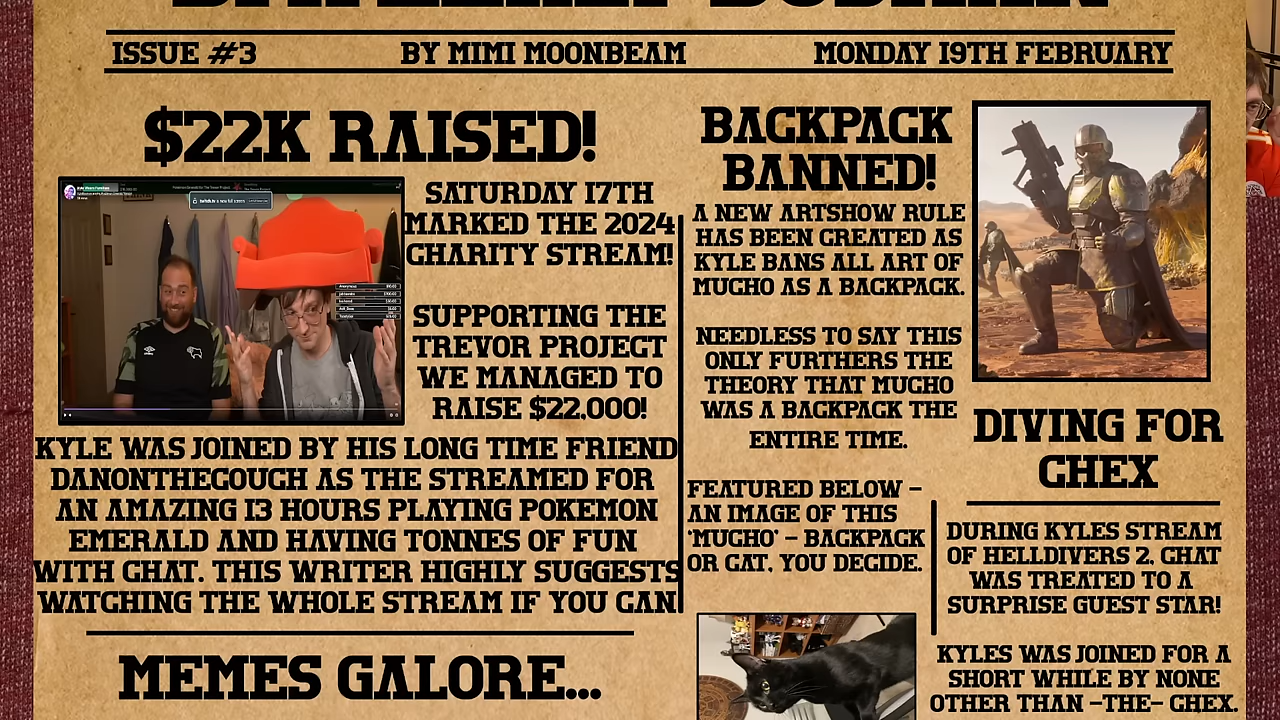 ISSUE #3
BY MIMI MOONBEAM
MONDAY 19TH FEBRUARY
$22K RAISED!
SATURDAY 17TH
MARKED THE 2024
CHARITY STREAM!
SUPPORTING THE
TREVOR PROJECT
WE MANAGED TO
RAISE $22,000!
KYLE WAS JOINED BY HIS LONG TIME FRIEND
DANONTHEGOUGH AS THE STREAMED FOR
AN AMAZING 13 HOURS PLAYING POKEMON
EMERALD AND HAVING TONNES OF FUN
WITH CHAT. THIS WRITER HIGHLY SUGGESTS
WATCHING THE WHOLE STREAM IF YOU CAN!
MEMES GALORE...
BACKPACK
BANNED!
A NEW ARTSHOW RULE
HAS BEEN CREATED AS
KYLE BANS ALL ART OF
MUCHO AS A BACKPACK.
NEEDLESS TO SAY THIS
ONLY FURTHERS THE
THEORY THAT MUCHO
WAS A BACKPACK THE
ENTIRE TIME.
FEATURED BELOW -
AN IMAGE OF THIS
'MUCHO' - BACKPACK
OR CAT, YOU DECIDE.
DIVING FOR
CHEX
DURING KYLES STREAM
OF HELLDIVERS 2, CHAT
WAS TREATED TO A
SURPRISE GUEST STAR!
KYLES WAS JOINED FOR A
SHORT WHILE BY NONE
OTHER THAN -THE- CHEX.